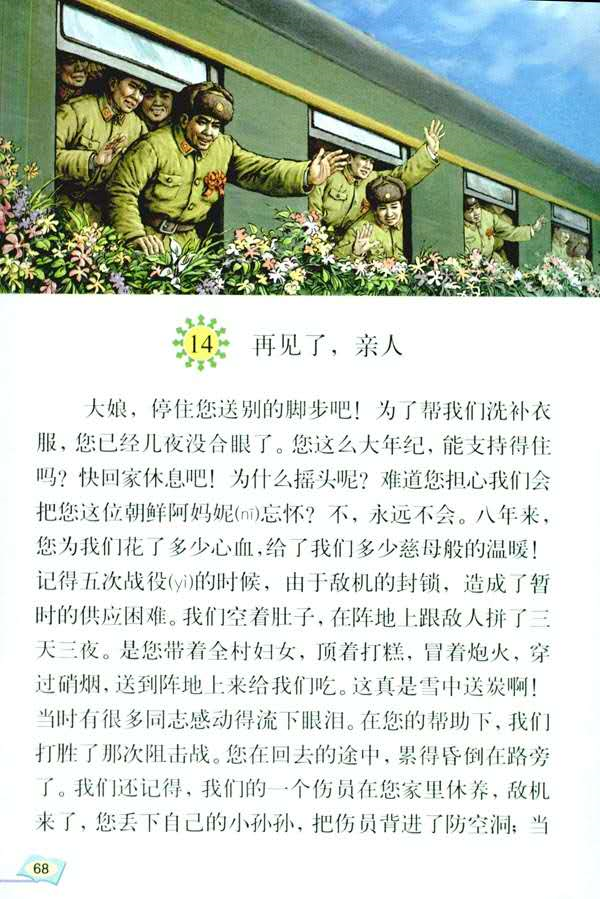 14 再见了，亲人
大娘，停住您送别的脚步吧！为了帮我们洗补衣
服，您已经几夜没合眼了。您这么大年纪，能支持得住
吗？快回家休息吧！为什么摇头呢？难道您担心我们会
把您这位朝鲜阿妈妮(nī)忘怀？不，永远不会。八年来，
您为我们花了多少心血，给了我们多少慈母般的温暖！
记得五次战役(yì)的时候，由于敌机的封锁，造成了暂
时的供应困难。我们空着肚子，在阵地上跟敌人拼了三
天三夜。是您带着全村妇女，顶着打糕，冒着炮火，穿
过硝烟，送到阵地上来给我们吃。这真是雪中送炭啊！
当时有很多同志感动得流下眼泪。在您的帮助下，我们
打胜了那次阻击战。您在回去的途中，累得昏倒在路旁
了。我们还记得，我们的一个伤员在您家里休养，敌机
来了，您丢下自己的小孙孙，把伤员背进了防空洞；当
68